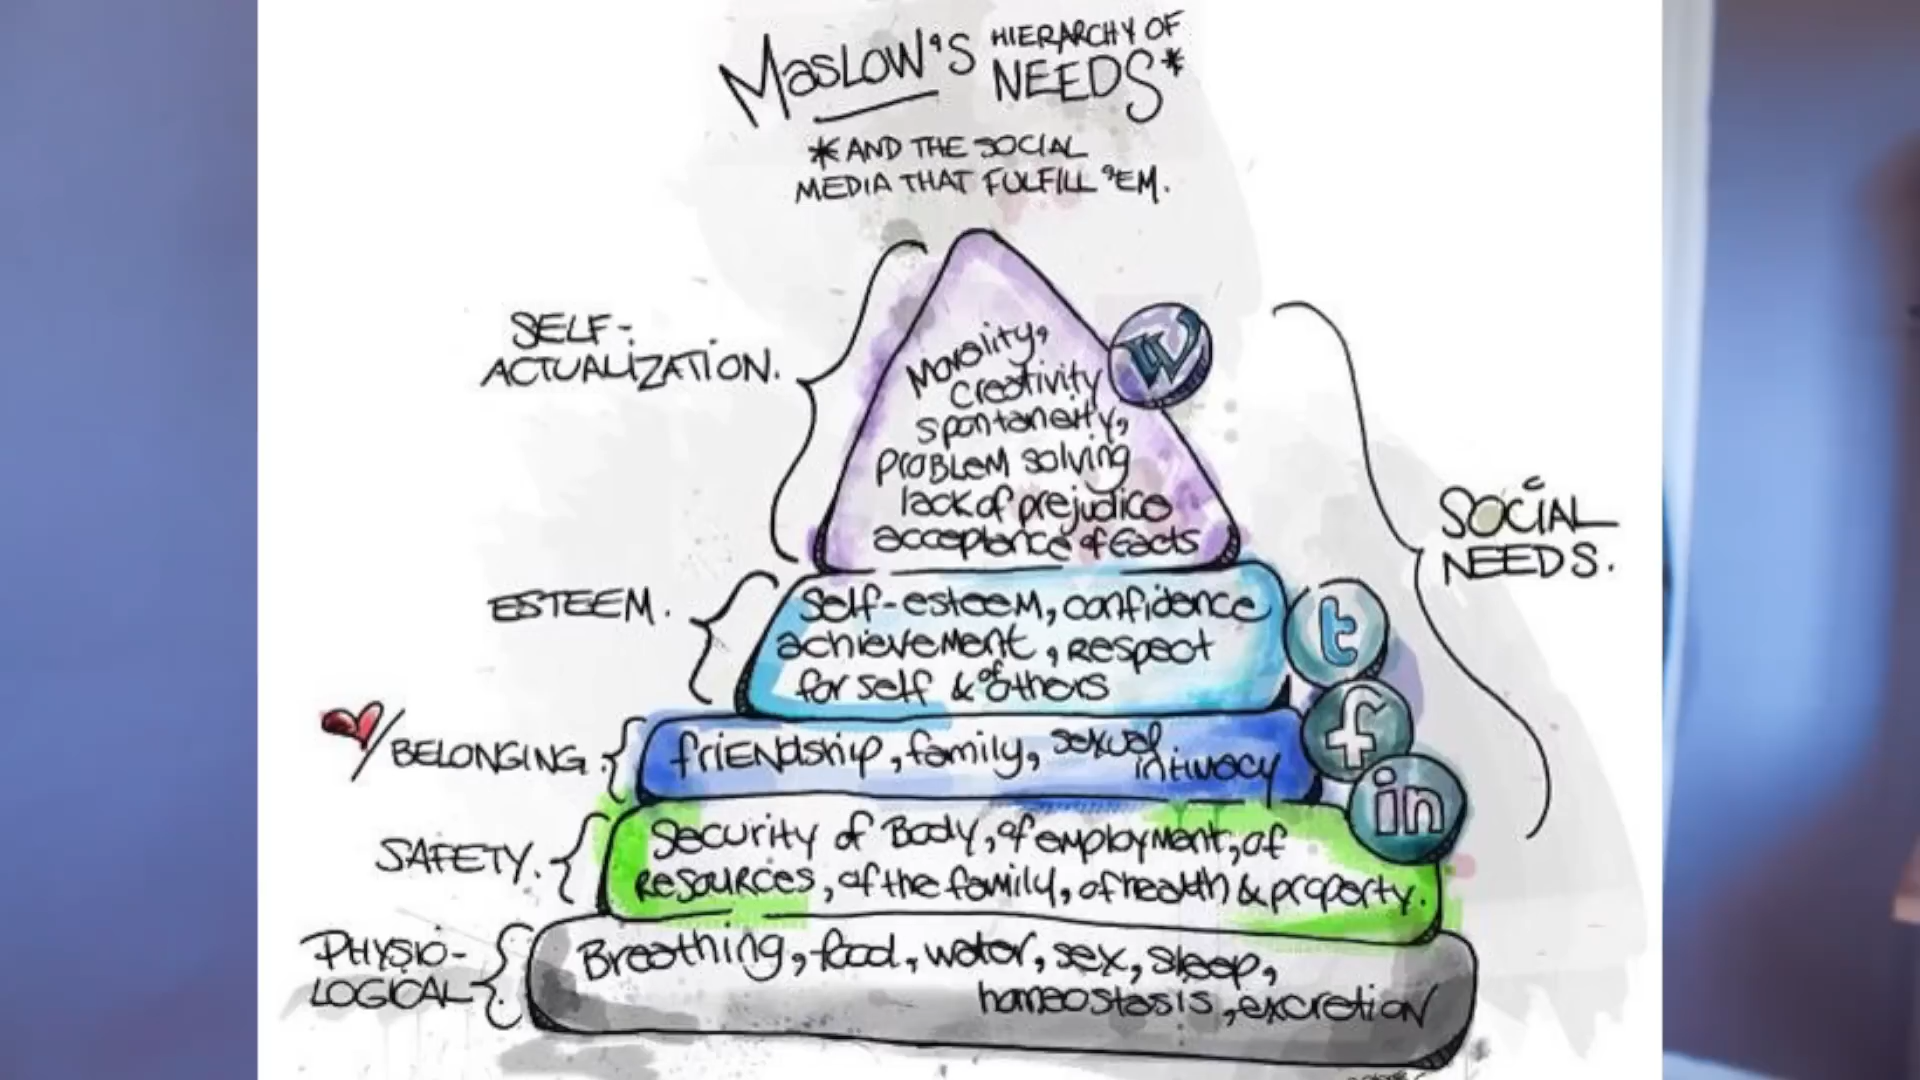 MASLOW'S HIERARCHY OF
NEEDS*
*AND THE SOCIAL
MEDIA THAT FULFILL 'EM.
SELF-
ACTUALIZATION.
Morality,
creativity
spontaneity,
PROBLEM solving
lack of prejudice
acceptance of facts
W
SOCIAL
NEEDS.
ESTEEM.
Self-esteem, confidence
achievement, respect
for self & of others
t
f
in
/BELONGING.
friendship, family, sexual
intimacy
SAFETY.
Security of Body, of employment, of
resources, of the family, of health & property.
PHYSIO-
LOGICAL.
Breathing, food, water, sex, sleep,
homeostasis, excretion